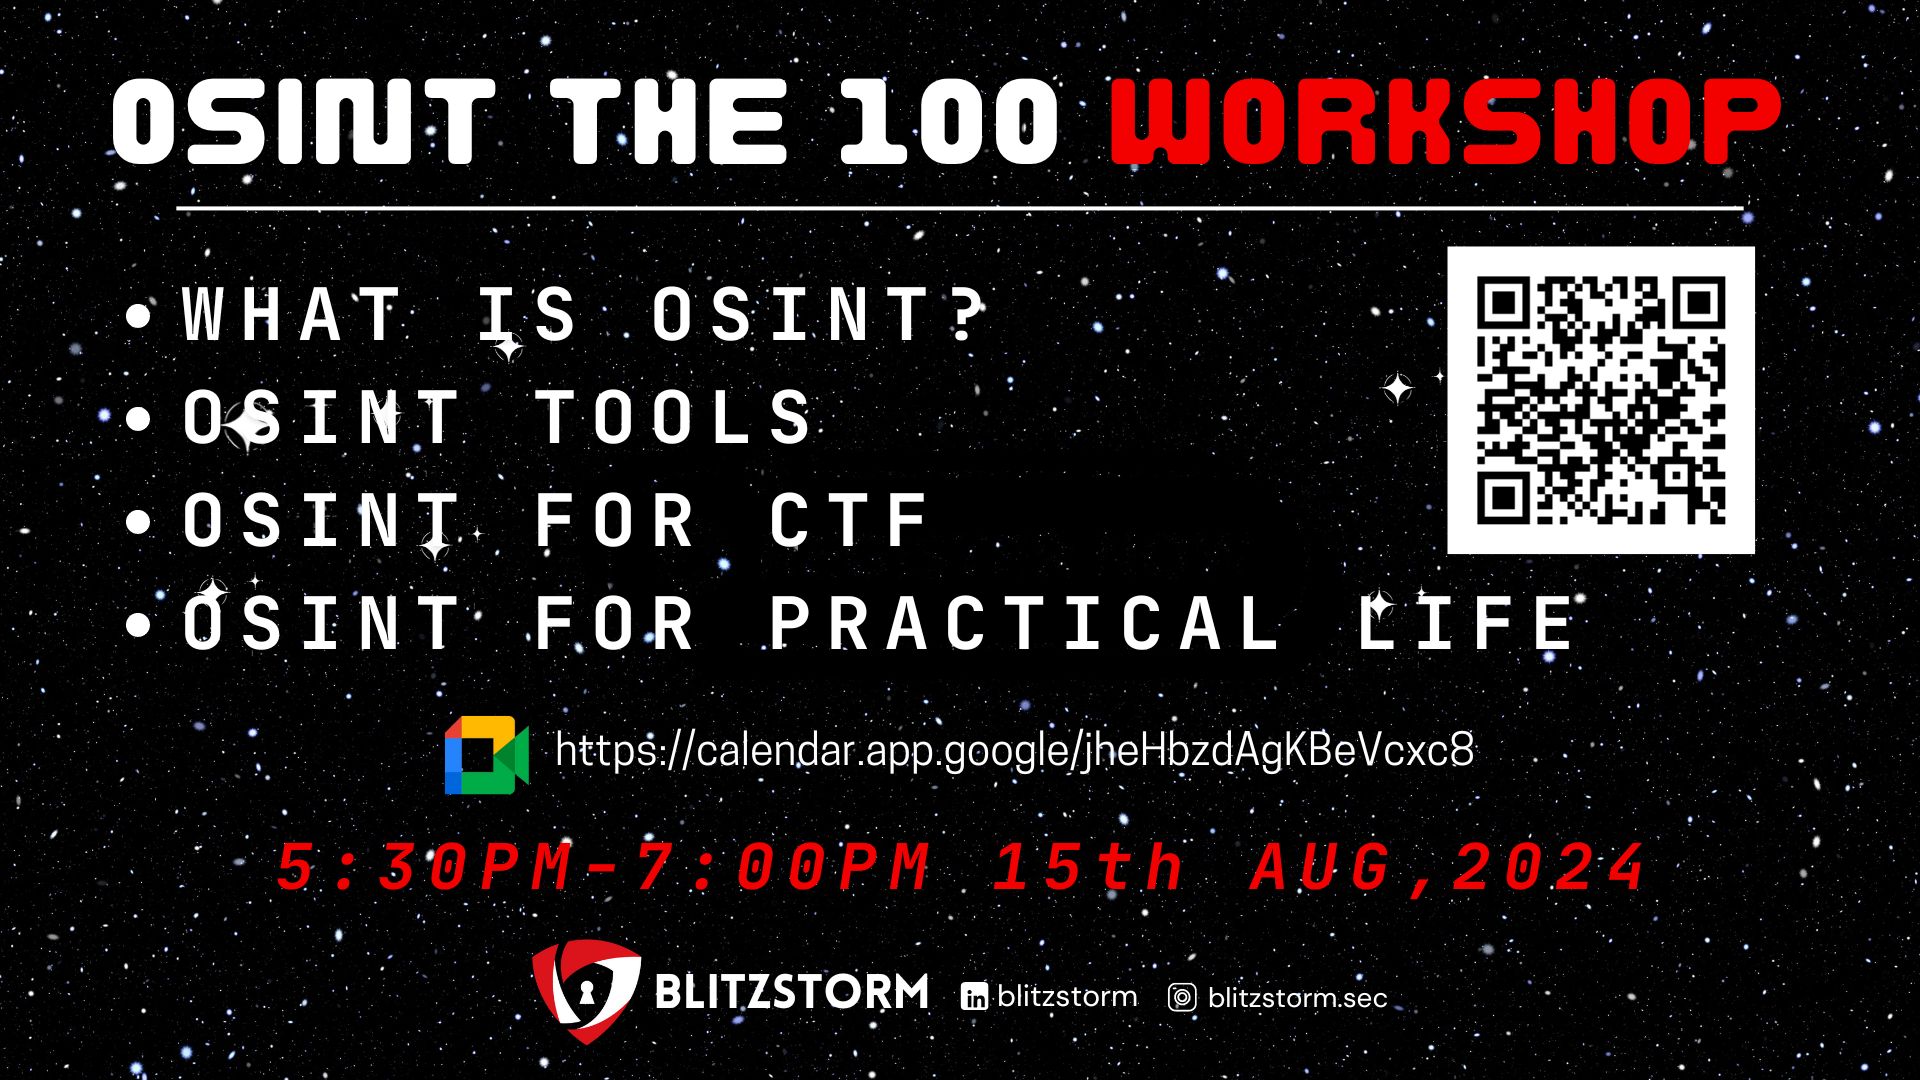 OSINT THE 100 WORKSHOP
• WHAT IS OSINT?
• OSINT TOOLS
• OSINT FOR CTF
• OSINT FOR PRACTICAL LIFE
https://calendar.app.google/jheHbzdAgKBeVcxc8
5:30PM-7:00PM 15th AUG,2024
BLITZSTORM in blitzstorm blitzstorm.sec